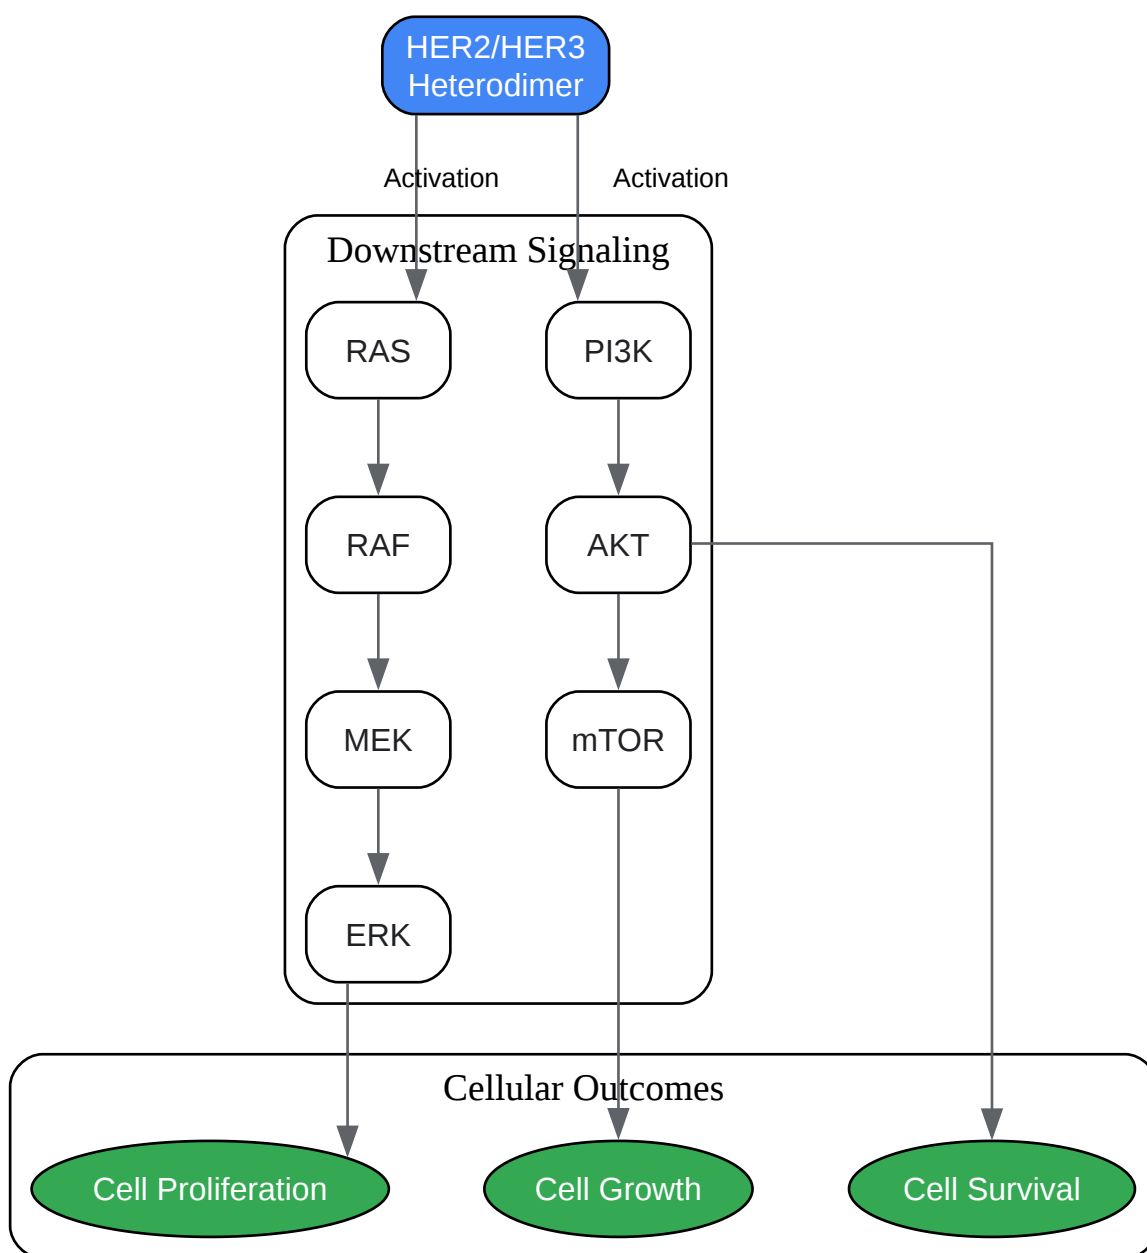 HER2/HER3
Heterodimer
Activation
Activation
Downstream Signaling
RAS
PI3K
RAF
AKT
MEK
mTOR
ERK
Cellular Outcomes
Cell Proliferation
Cell Growth
Cell Survival